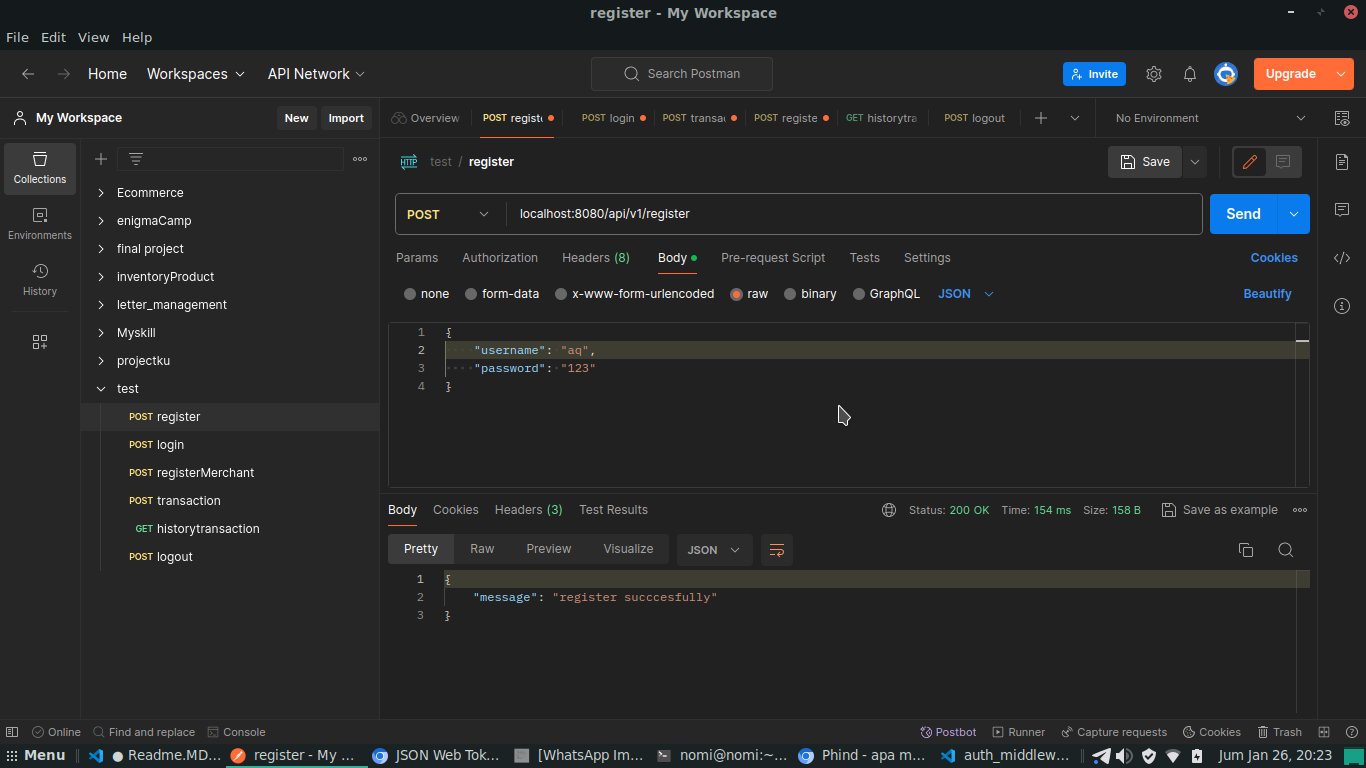 register - My Workspace
File Edit View Help
Home Workspaces API Network Search Postman Invite Upgrade
My Workspace New Import
Overview POST regist POST login POST transac POST registe GET historytra POST logout No Environment
Collections
Environments
History
Ecommerce
enigmaCamp
final project
inventoryProduct
letter_management
Myskill
projectku
test
POST register
POST login
POST registerMerchant
POST transaction
GET historytransaction
POST logout
HTTP test / register Save
POST localhost:8080/api/v1/register Send
Params Authorization Headers (8) Body Pre-request Script Tests Settings Cookies
none form-data x-www-form-urlencoded raw binary GraphQL JSON Beautify
1 {
2 "username": "aq",
3 "password": "123"
4 }
Body Cookies Headers (3) Test Results Status: 200 OK Time: 154 ms Size: 158 B Save as example
Pretty Raw Preview Visualize JSON
1 {
2 "message": "register succcesfully"
3 }
Online Find and replace Console Postbot Runner Capture requests Cookies Trash
Menu Readme.MD... register - My ... JSON Web Tok... [WhatsApp Im... nomi@nomi:~... Phind - apa m... auth_middlew... Jum Jan 26, 20:23